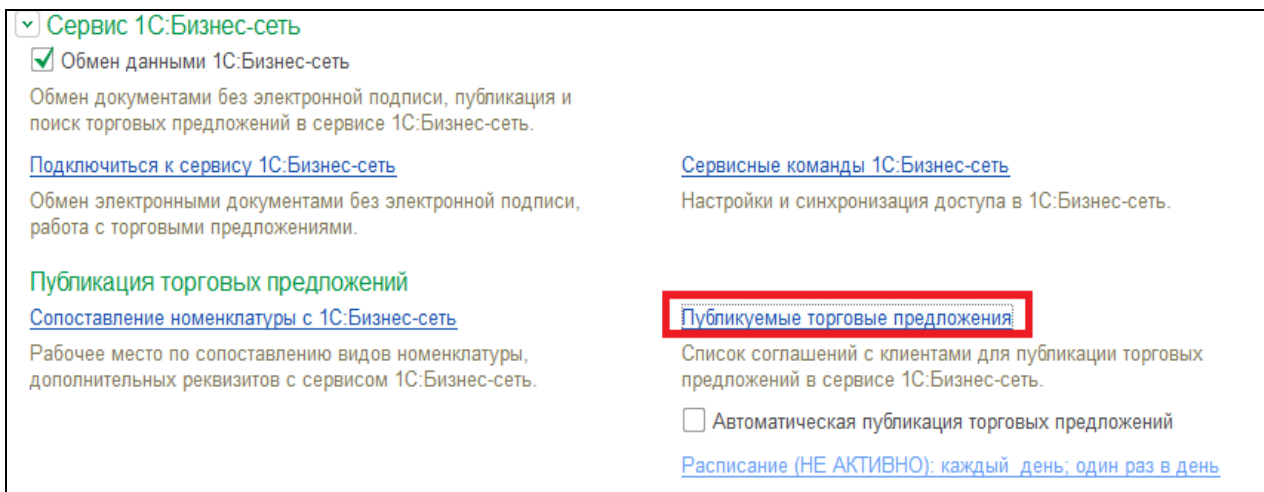 Сервис 1С:Бизнес-сеть
Обмен данными 1С:Бизнес-сеть
Обмен документами без электронной подписи, публикация и
поиск торговых предложений в сервисе 1С:Бизнес-сеть.
Подключиться к сервису 1С:Бизнес-сеть
Обмен электронными документами без электронной подписи,
работа с торговыми предложениями.
Сервисные команды 1С:Бизнес-сеть
Настройки и синхронизация доступа в 1С:Бизнес-сеть.
Публикация торговых предложений
Сопоставление номенклатуры с 1С:Бизнес-сеть
Рабочее место по сопоставлению видов номенклатуры,
дополнительных реквизитов с сервисом 1С:Бизнес-сеть.
Публикуемые торговые предложения
Список соглашений с клиентами для публикации торговых
предложений в сервисе 1С:Бизнес-сеть.
Автоматическая публикация торговых предложений
Расписание (НЕ АКТИВНО): каждый  день; один раз в день